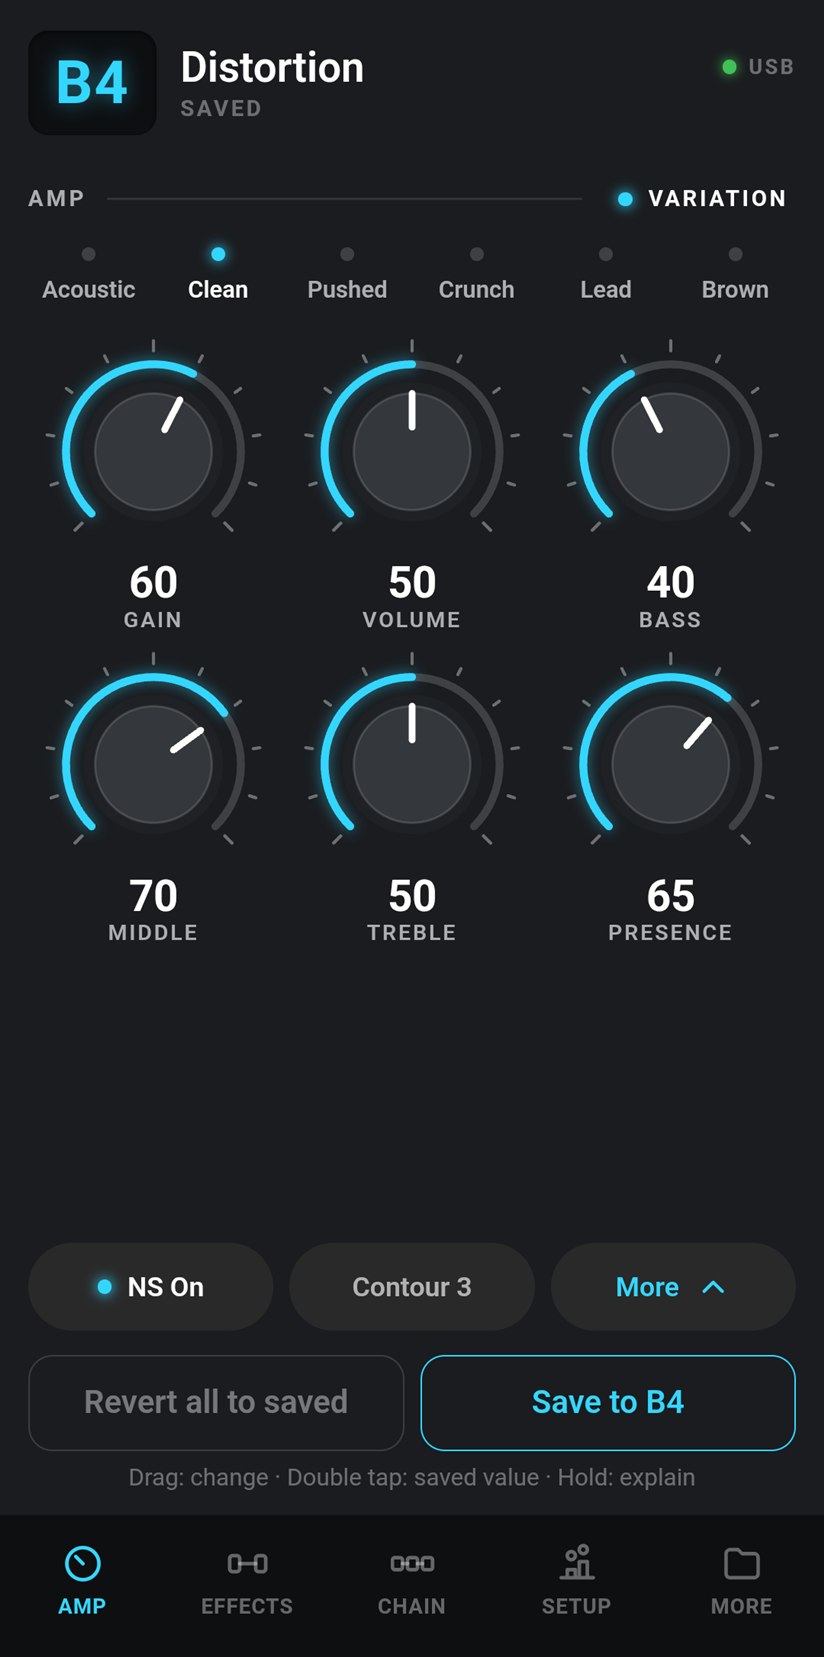 B4
Distortion
SAVED
USB
AMP
VARIATION
Acoustic Clean Pushed Crunch Lead Brown
60 50 40
GAIN VOLUME BASS
70 50 65
MIDDLE TREBLE PRESENCE
NS On Contour 3 More
Revert all to saved Save to B4
Drag: change · Double tap: saved value · Hold: explain
AMP EFFECTS CHAIN SETUP MORE